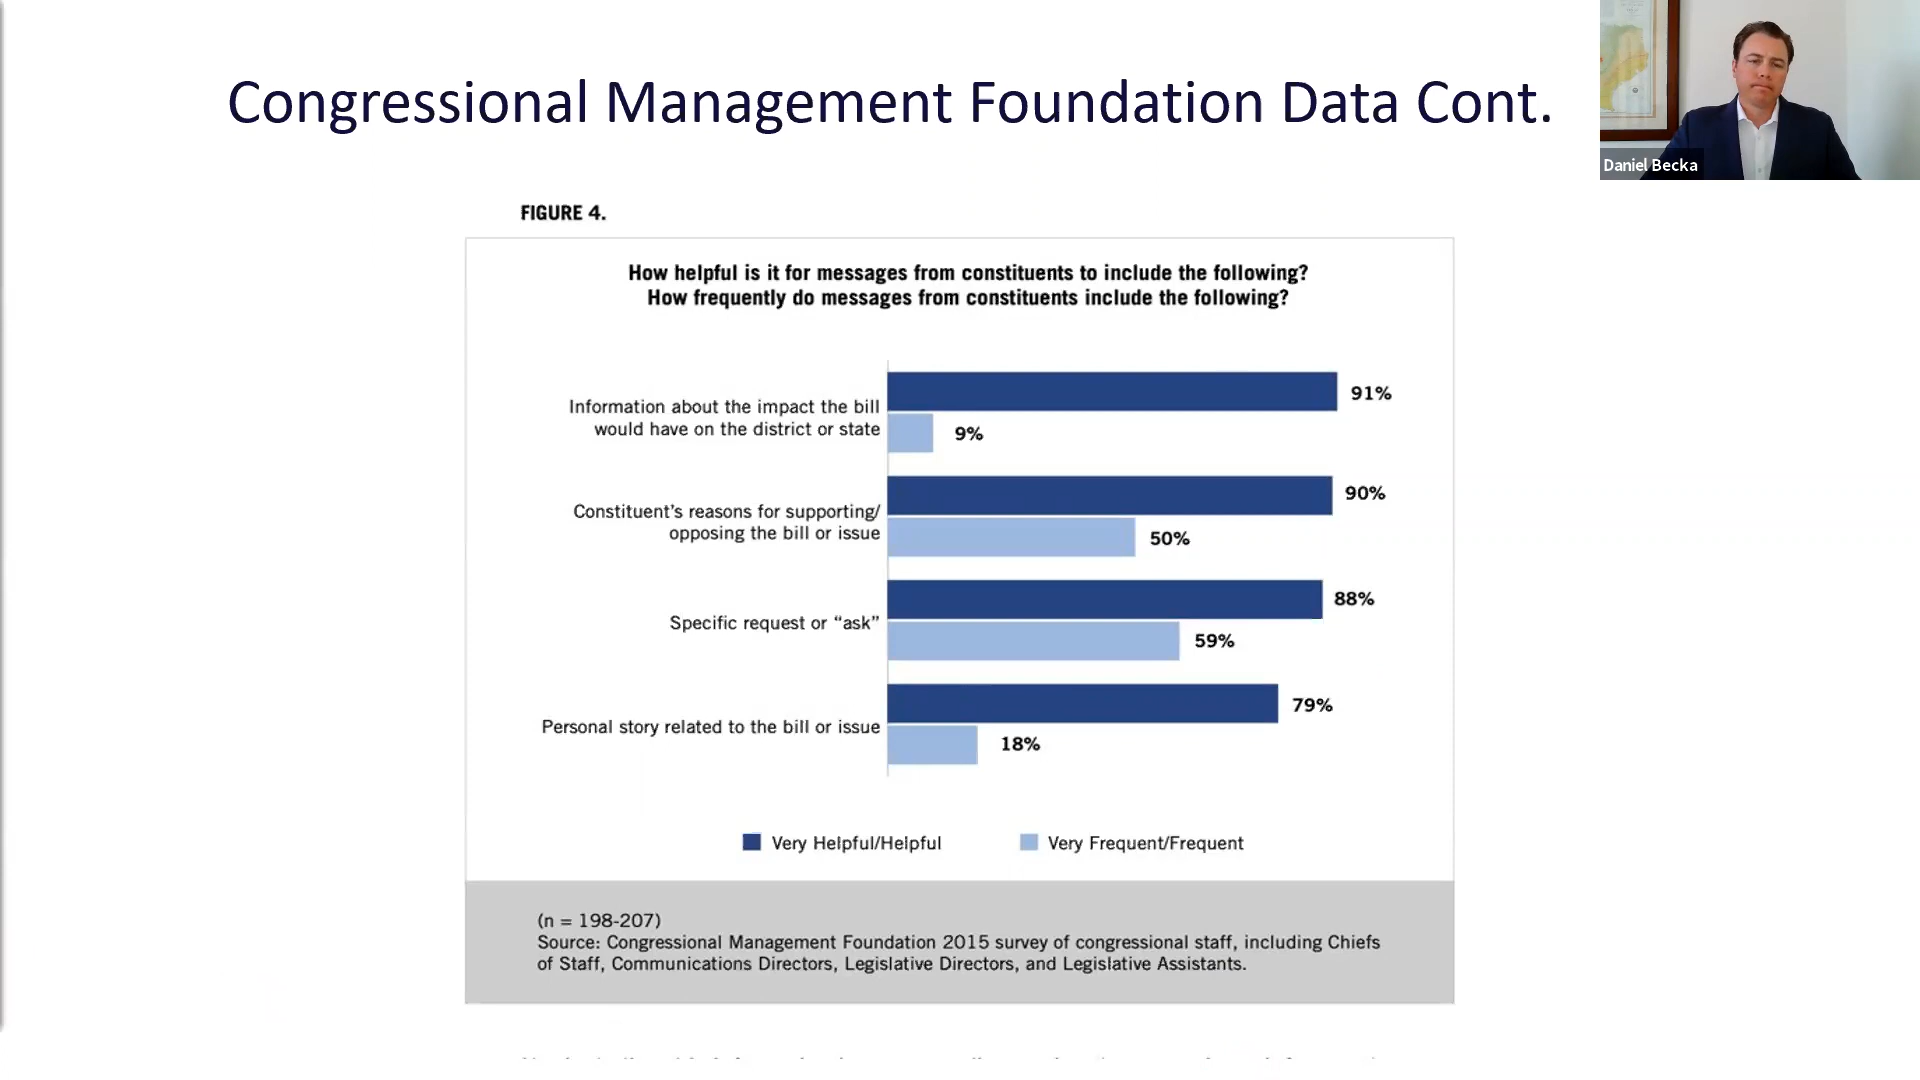 Congressional Management Foundation Data Cont.
Daniel Becka
FIGURE 4.
How helpful is it for messages from constituents to include the following?
How frequently do messages from constituents include the following?
Information about the impact the bill
would have on the district or state
91%
9%
Constituent’s reasons for supporting/
opposing the bill or issue
90%
50%
Specific request or “ask”
88%
59%
Personal story related to the bill or issue
79%
18%
Very Helpful/Helpful
Very Frequent/Frequent
(n = 198-207)
Source: Congressional Management Foundation 2015 survey of congressional staff, including Chiefs
of Staff, Communications Directors, Legislative Directors, and Legislative Assistants.